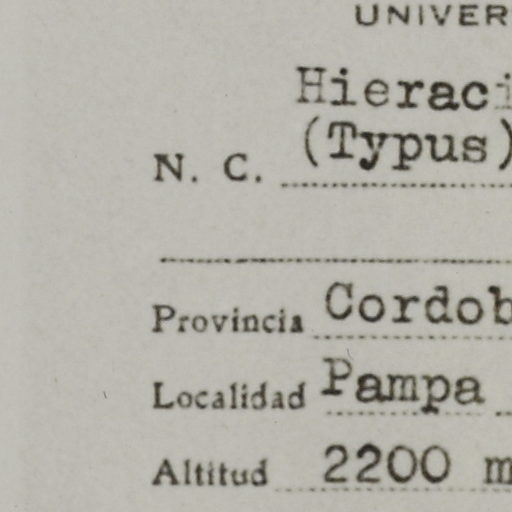 UNIVER
Hieraci
(Typus)
N. C.
Provincia Cordob
Localidad Pampa
Altitud 2200 m